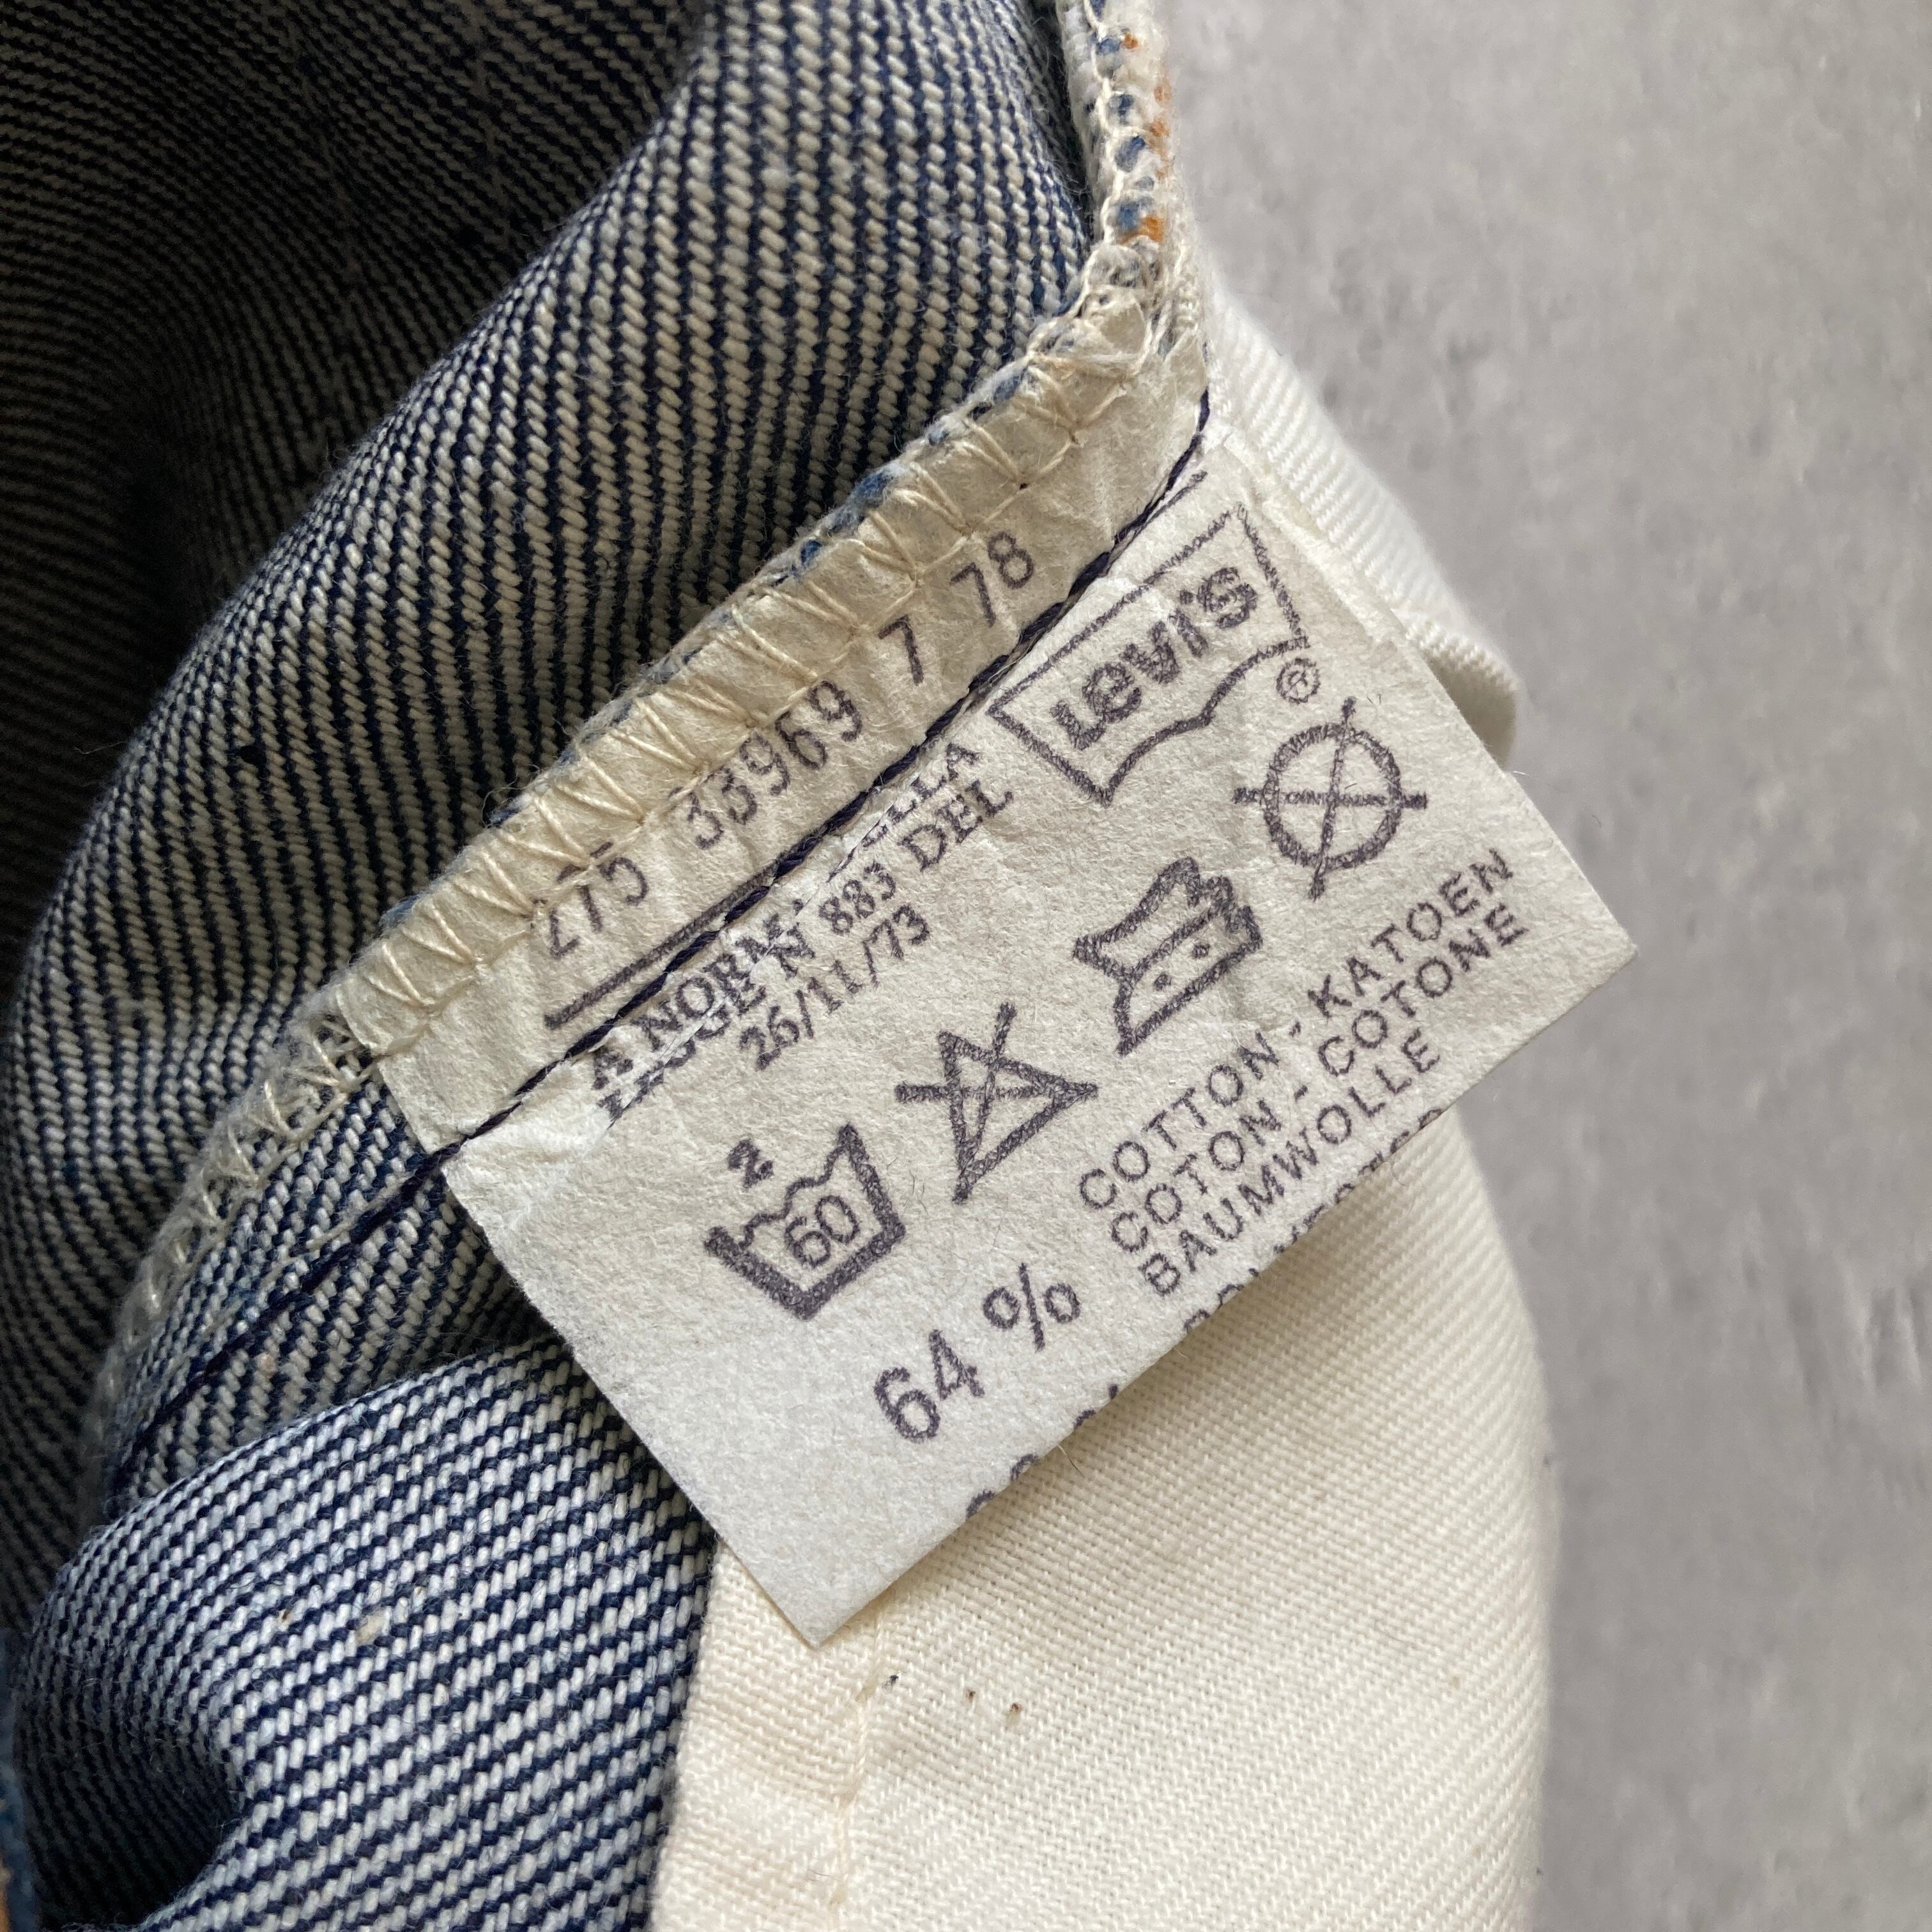 275 33969 7 78
Levi's ®
A NORMA DELLA
LEGGE N 883 DEL
26/11/73
2
60
64 %
COTTON - KATOEN
COTON - COTONE
BAUMWOLLE